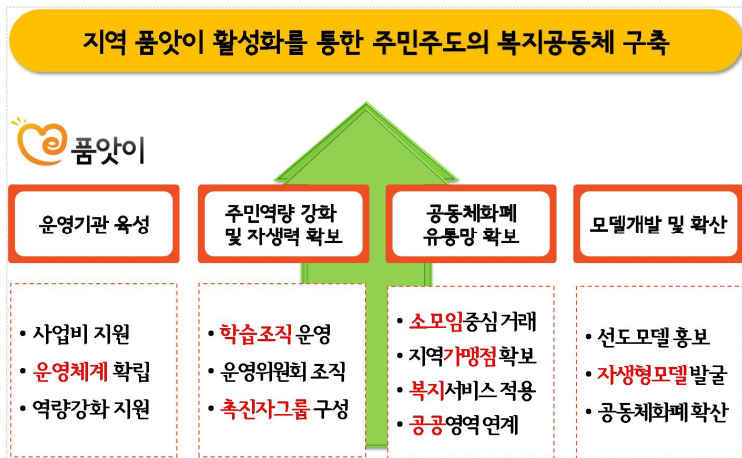 지역 품앗이 활성화를 통한 주민주도의 복지공동체 구축
e품앗이
운영기관 육성
주민역량 강화
및 자생력 확보
공동체화폐
유통망 확보
모델개발 및 확산
• 사업비 지원
• 운영체계 확립
• 역량강화 지원
• 학습조직 운영
• 운영위원회 조직
• 촉진자그룹 구성
• 소모임중심 거래
• 지역가맹점 확보
• 복지서비스 적용
• 공공영역 연계
• 선도모델 홍보
• 자생형모델 발굴
• 공동체화폐 확산